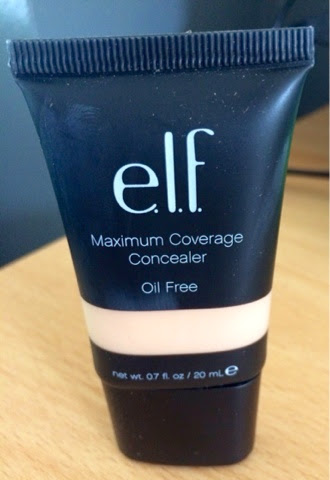 e.l.f.
Maximum Coverage
Concealer
Oil Free
net wt. 0.7 fl. oz / 20 mL ℮